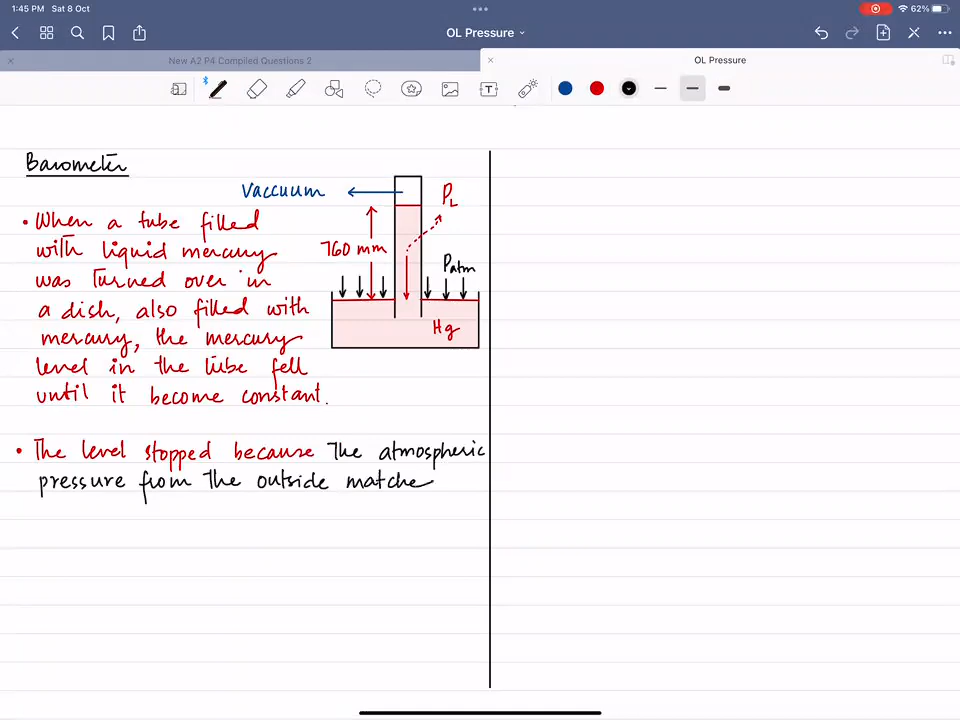 1:45 PM Sat 8 Oct
62%
OL Pressure
New A2 P4 Compiled Questions 2
OL Pressure
Barometer
Vaccuum
PL
• When a tube filled
with liquid mercury
760 mm
Patm
was turned over in
a dish, also filled with
Hg
mercury, the mercury
level in the tube fell
until it become constant.
• The level stopped because the atmospheric
pressure from the outside matche